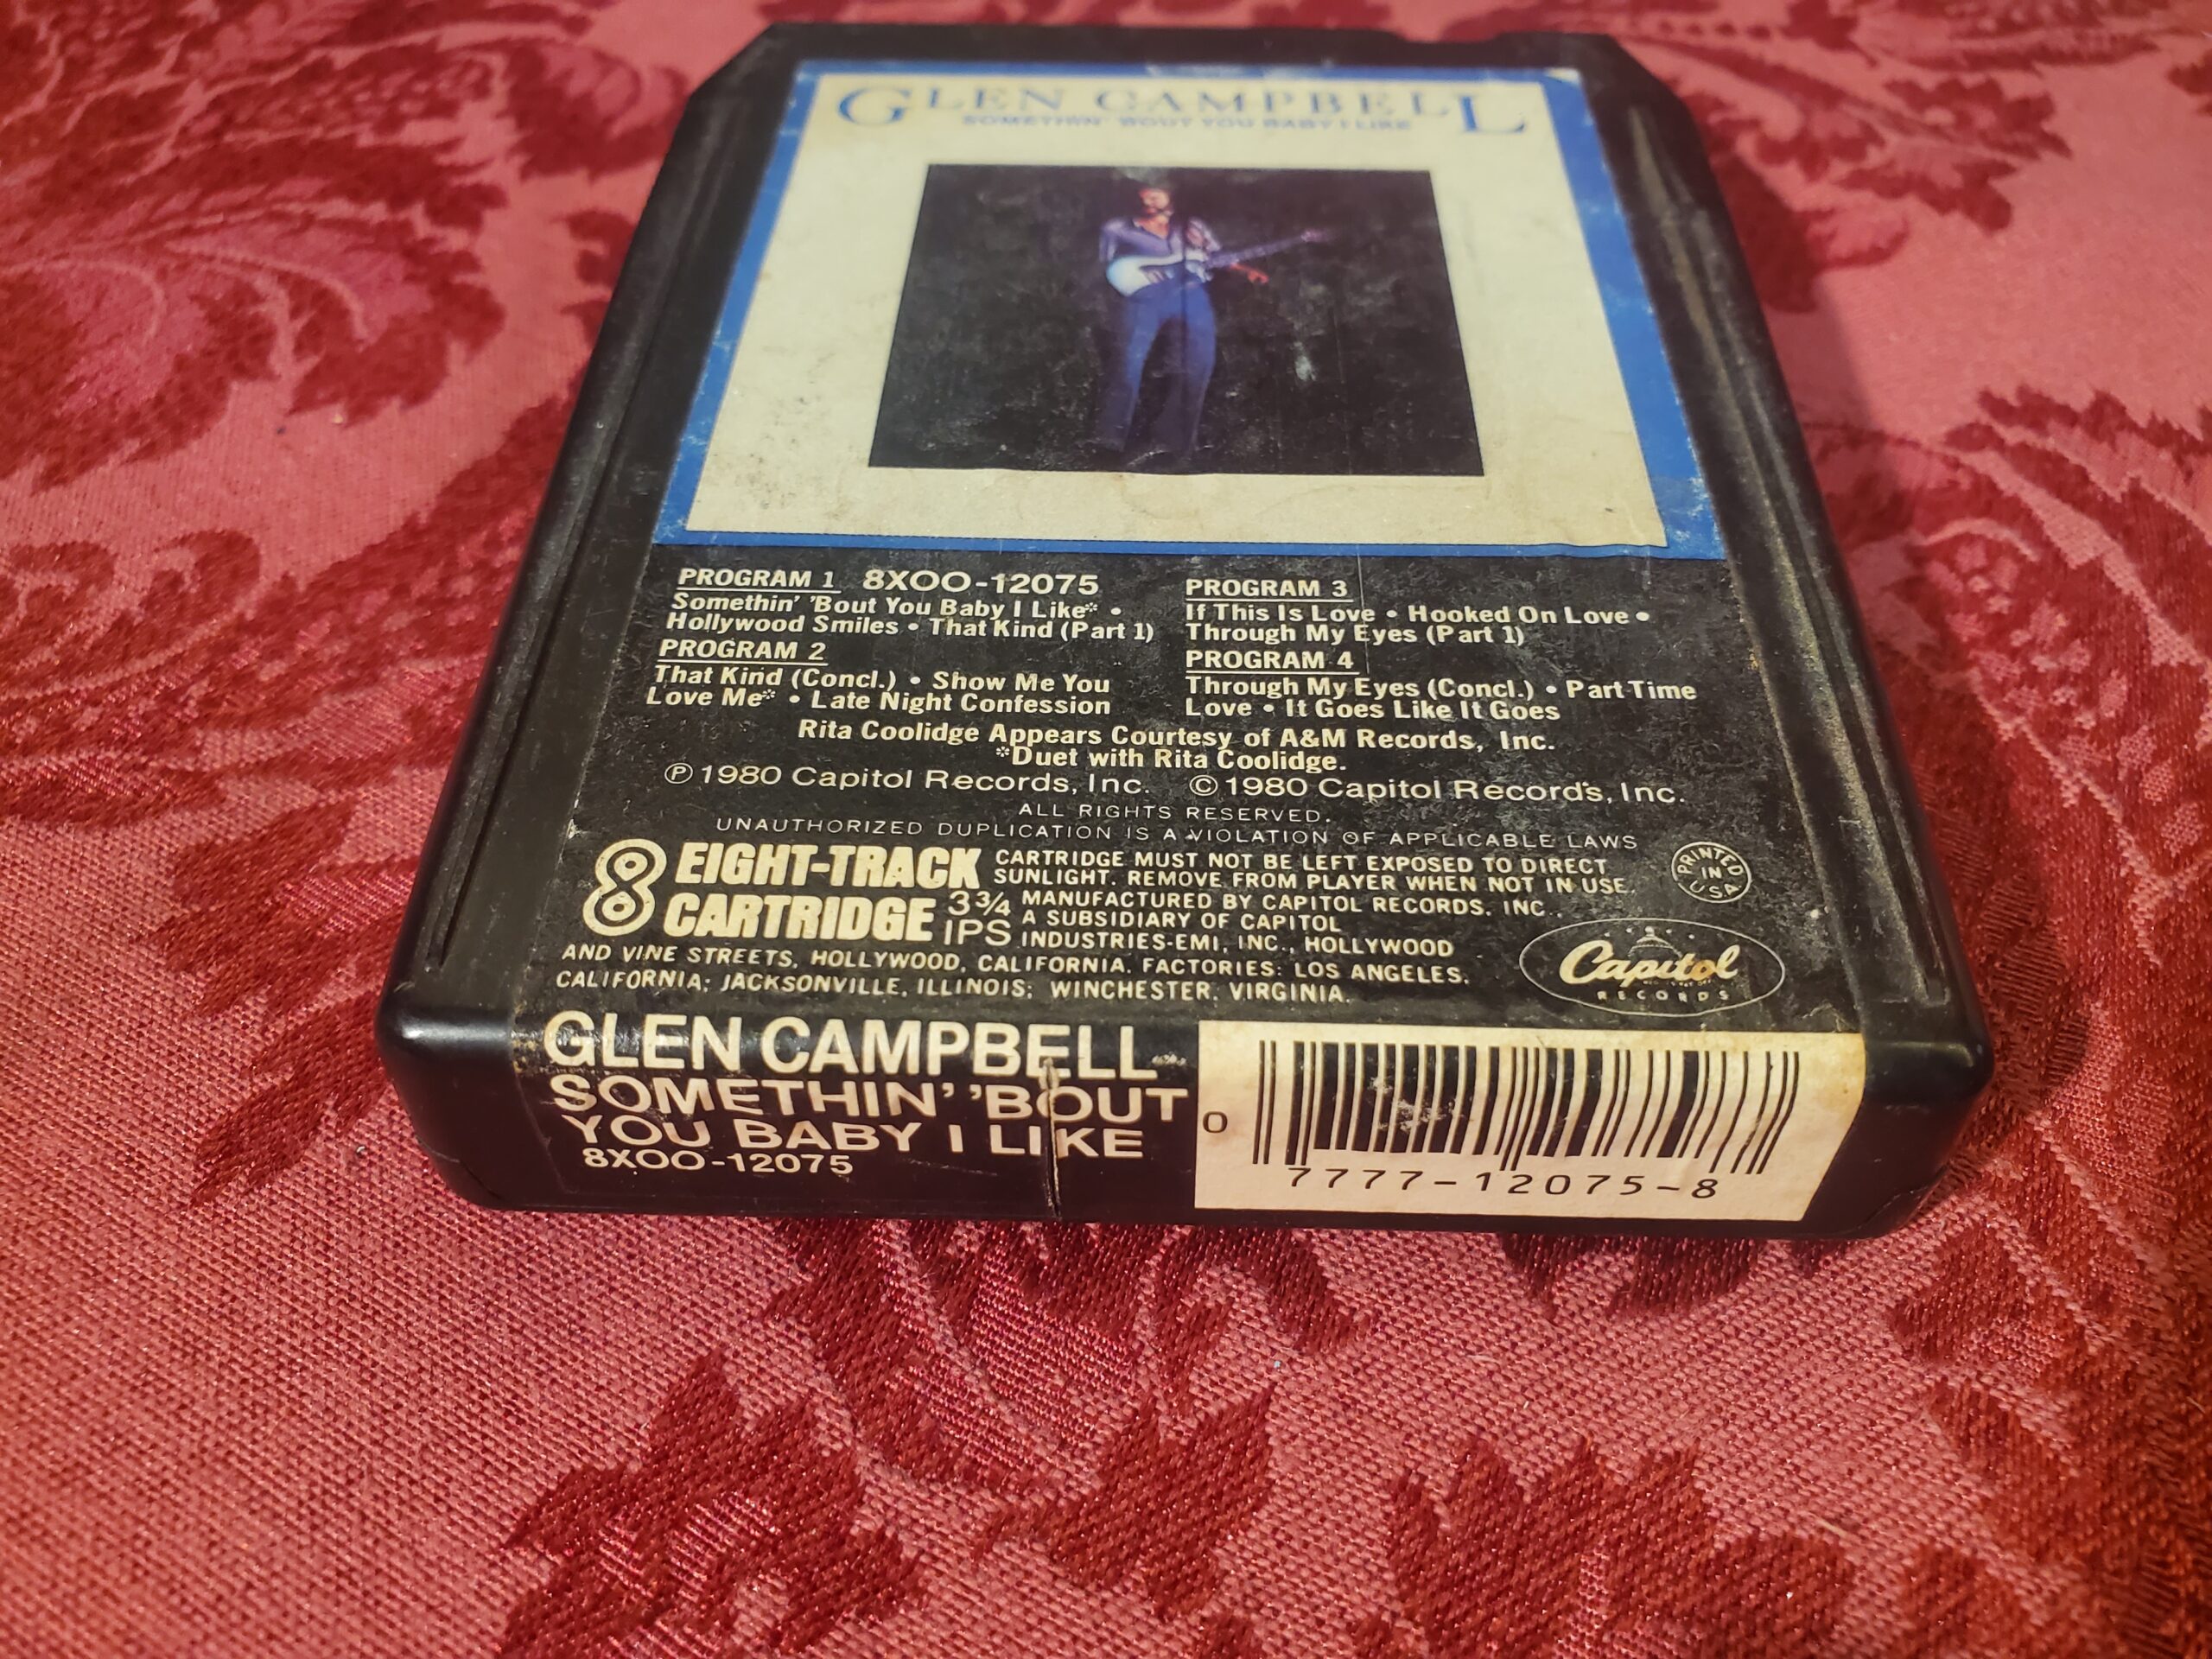 GLEN CAMPBELL
SOMETHIN' 'BOUT YOU BABY I LIKE
PROGRAM 1 8XOO-12075
Somethin' 'Bout You Baby I Like* •
Hollywood Smiles • That Kind (Part 1)
PROGRAM 2
That Kind (Concl.) • Show Me You
Love Me* • Late Night Confession
PROGRAM 3
If This Is Love • Hooked On Love •
Through My Eyes (Part 1)
PROGRAM 4
Through My Eyes (Concl.) • Part Time
Love • It Goes Like It Goes
Rita Coolidge Appears Courtesy of A&M Records, Inc.
*Duet with Rita Coolidge.
℗ 1980 Capitol Records, Inc. © 1980 Capitol Records, Inc.
ALL RIGHTS RESERVED.
UNAUTHORIZED DUPLICATION IS A VIOLATION OF APPLICABLE LAWS
8 EIGHT-TRACK
CARTRIDGE 3¾
IPS
CARTRIDGE MUST NOT BE LEFT EXPOSED TO DIRECT
SUNLIGHT. REMOVE FROM PLAYER WHEN NOT IN USE.
MANUFACTURED BY CAPITOL RECORDS, INC.,
A SUBSIDIARY OF CAPITOL
INDUSTRIES-EMI, INC., HOLLYWOOD
AND VINE STREETS, HOLLYWOOD, CALIFORNIA. FACTORIES: LOS ANGELES,
CALIFORNIA; JACKSONVILLE, ILLINOIS; WINCHESTER, VIRGINIA.
PRINTED
IN
USA
Capitol
RECORDS
GLEN CAMPBELL
SOMETHIN' 'BOUT
YOU BABY I LIKE
8XOO-12075
0
7777-12075-8